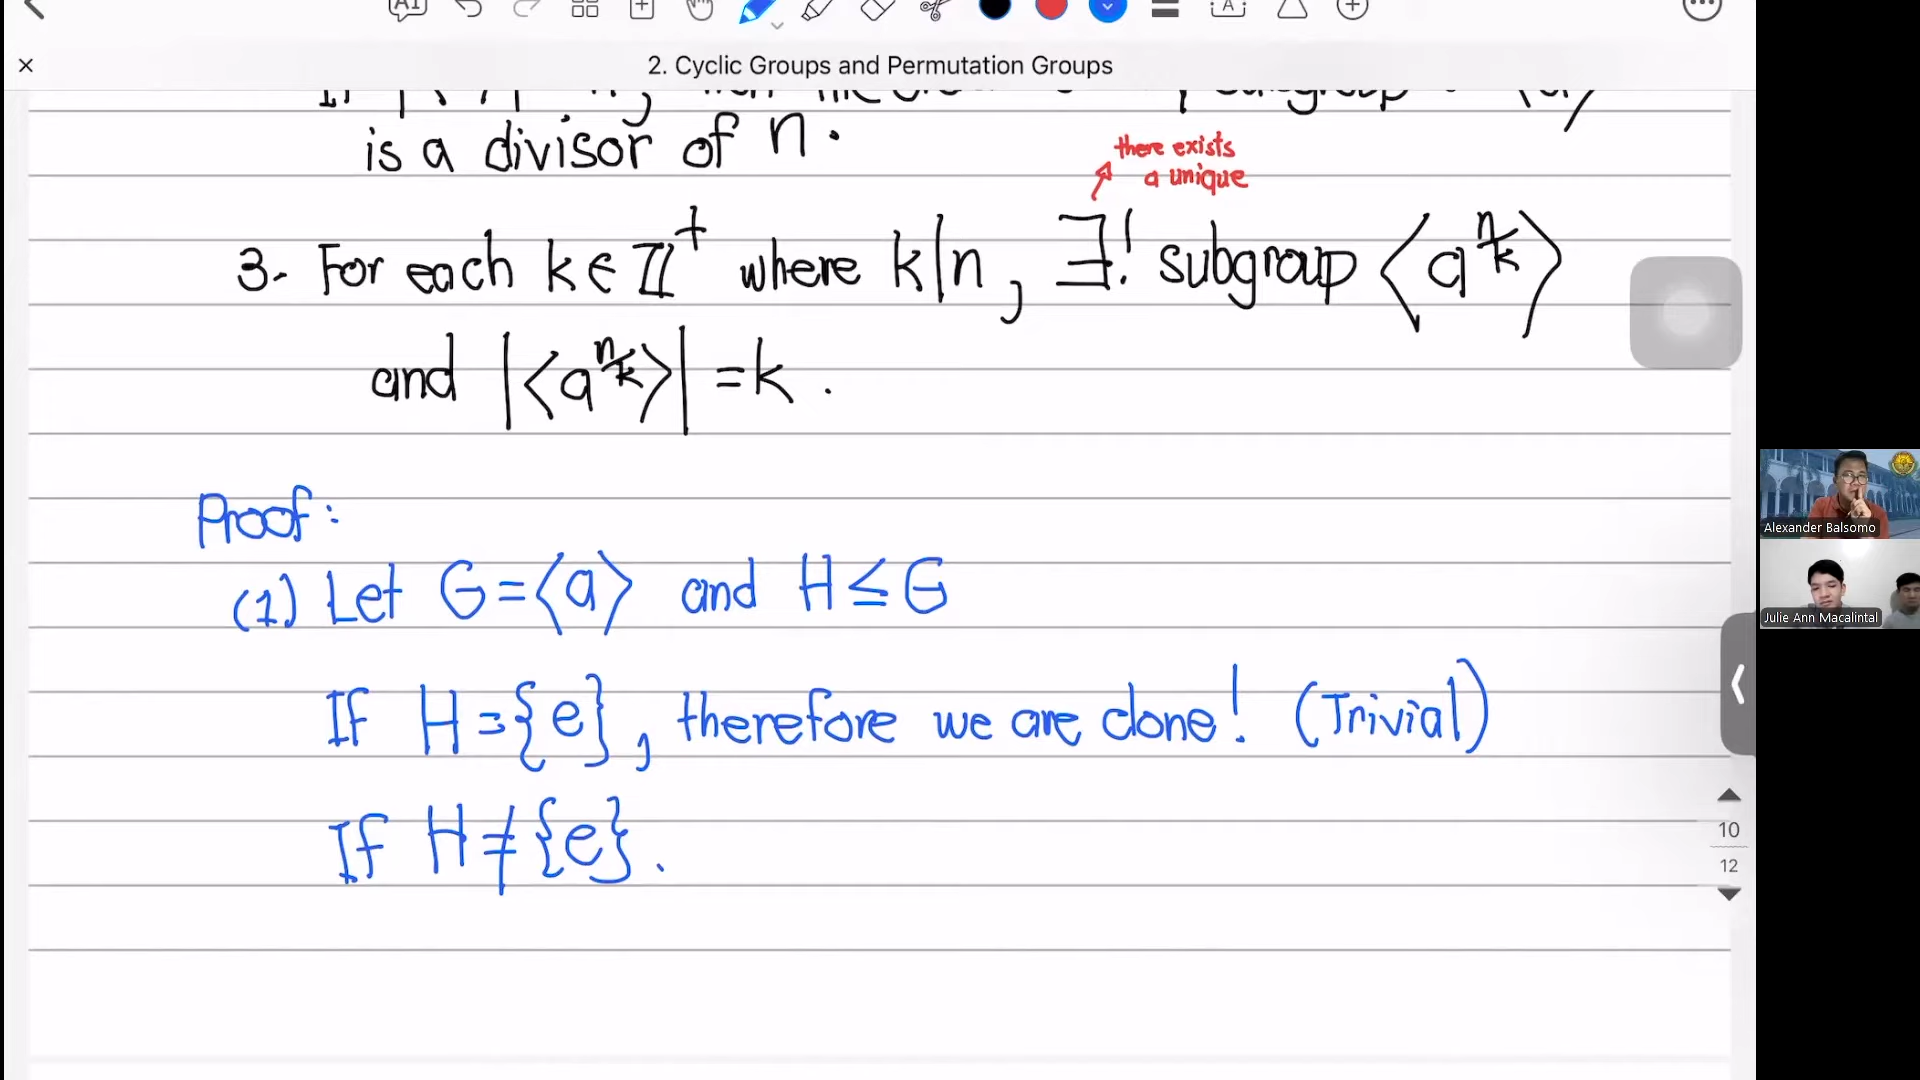 2. Cyclic Groups and Permutation Groups
is a divisor of n.
there exists
a unique
3. For each k ∈ ℤ⁺ where k|n, ∃! subgroup ⟨a^{n/k}⟩
and |⟨a^{n/k}⟩| = k.
Proof:
(1) Let G = ⟨a⟩ and H ≤ G
If H = {e}, therefore we are done! (Trivial)
If H ≠ {e}.
10
12
Alexander Balsomo
Julie Ann Macalintal